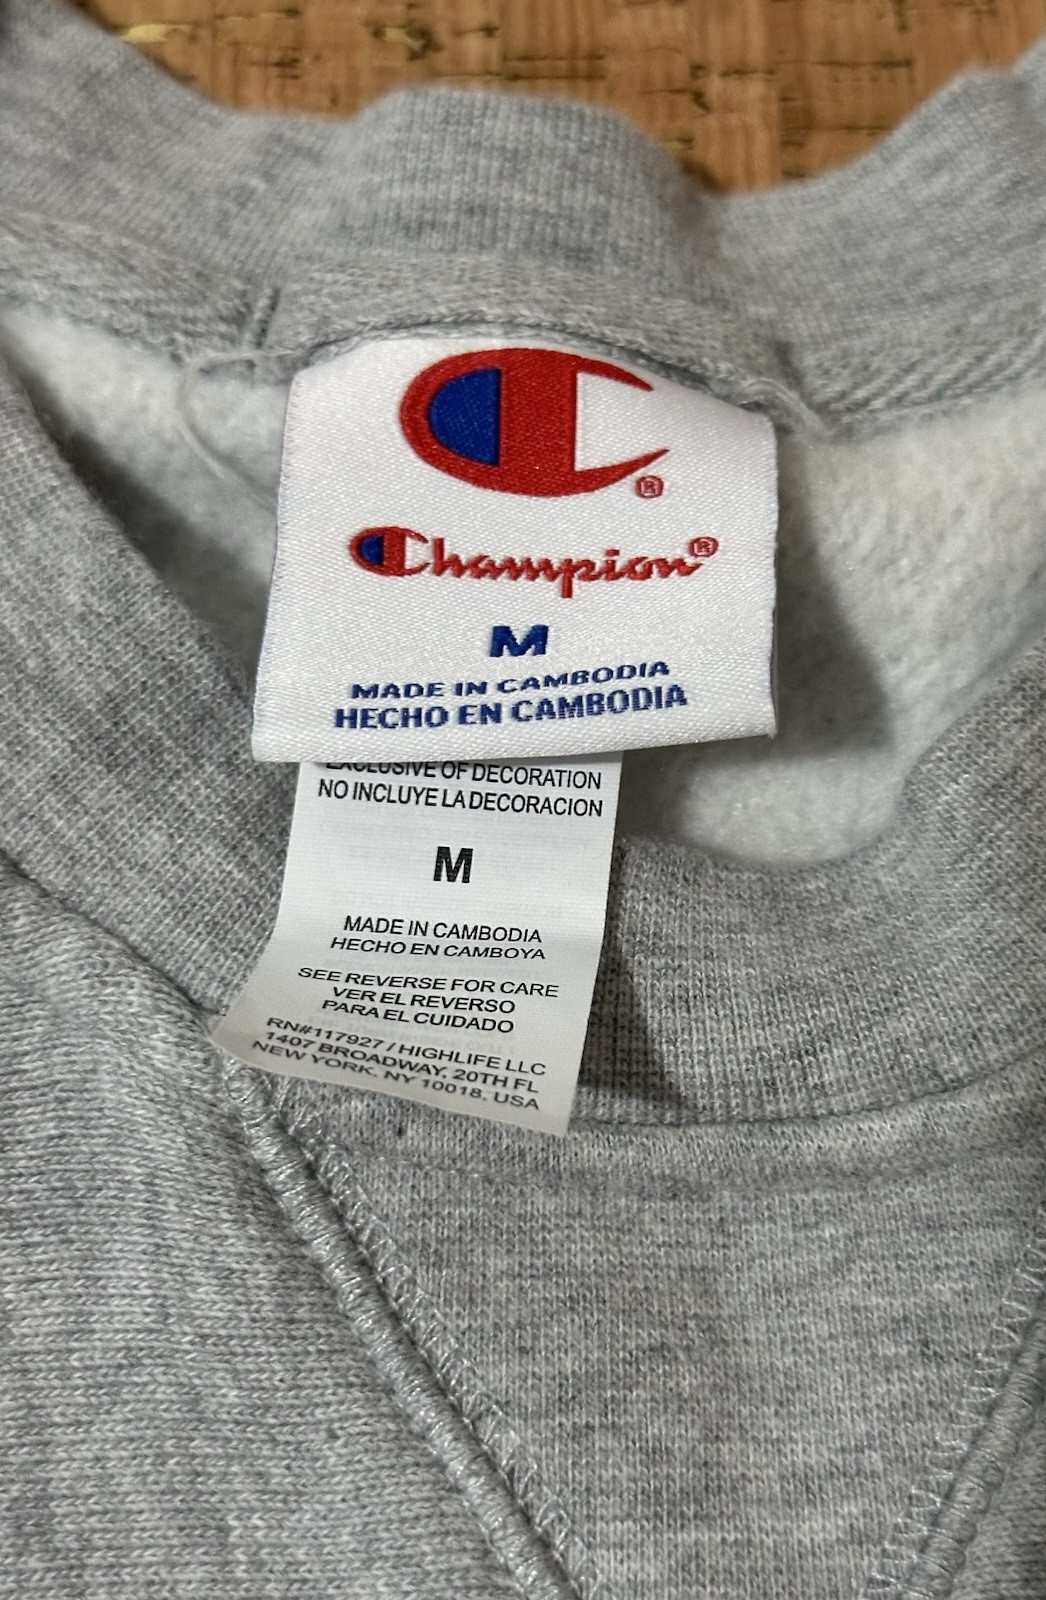 ®
Champion®
M
MADE IN CAMBODIA
HECHO EN CAMBODIA
EXCLUSIVE OF DECORATION
NO INCLUYE LA DECORACION
M
MADE IN CAMBODIA
HECHO EN CAMBOYA
SEE REVERSE FOR CARE
VER EL REVERSO
PARA EL CUIDADO
RN#117927 / HIGHLIFE LLC
1407 BROADWAY. 20TH FL
NEW YORK. NY 10018. USA